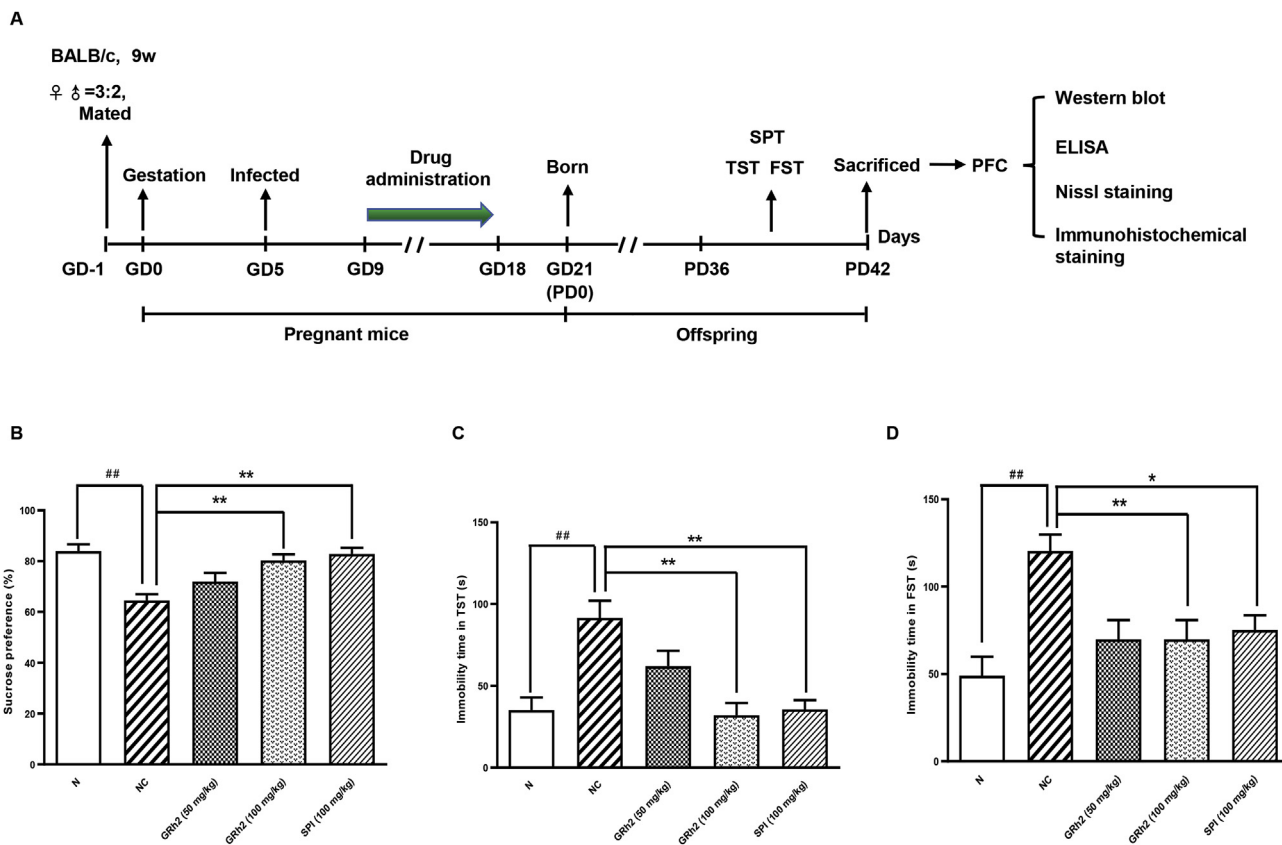 A
BALB/c, 9w
♀ ♂=3:2,
Mated
Gestation
Infected
Drug
administration
Born
SPT
TST FST
Sacrificed
PFC
Western blot
ELISA
Nissl staining
Immunohistochemical
staining
Days
GD-1
GD0
GD5
GD9
GD18
GD21
(PD0)
PD36
PD42
Pregnant mice
Offspring
B
##
**
**
Sucrose preference (%)
100
80
60
40
20
0
N
NC
GRh2 (50 mg/kg)
GRh2 (100 mg/kg)
SPI (100 mg/kg)
C
##
**
**
Immobility time in TST (s)
150
100
50
0
N
NC
GRh2 (50 mg/kg)
GRh2 (100 mg/kg)
SPI (100 mg/kg)
D
##
*
**
Immobility time in FST (s)
150
100
50
0
N
NC
GRh2 (50 mg/kg)
GRh2 (100 mg/kg)
SPI (100 mg/kg)